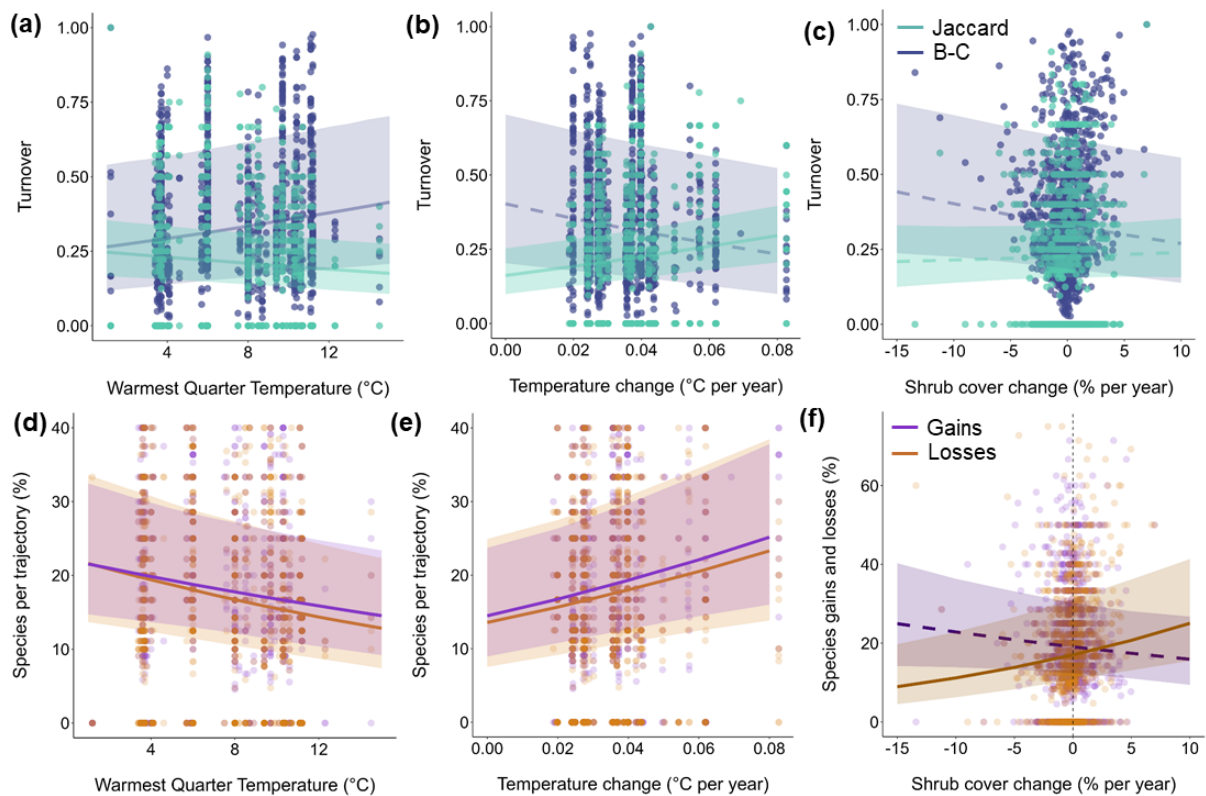 (a)
1.00
0.75
0.50
0.25
0.00
Turnover
4
8
12
Warmest Quarter Temperature (°C)
(b)
1.00
0.75
0.50
0.25
0.00
Turnover
0.00
0.02
0.04
0.06
0.08
Temperature change (°C per year)
(c)
Jaccard
B-C
1.00
0.75
0.50
0.25
0.00
Turnover
-15
-10
-5
0
5
10
Shrub cover change (% per year)
(d)
40
30
20
10
0
Species per trajectory (%)
4
8
12
Warmest Quarter Temperature (°C)
(e)
40
30
20
10
0
Species per trajectory (%)
0.00
0.02
0.04
0.06
0.08
Temperature change (°C per year)
(f)
Gains
Losses
60
40
20
0
Species gains and losses (%)
-15
-10
-5
0
5
10
Shrub cover change (% per year)